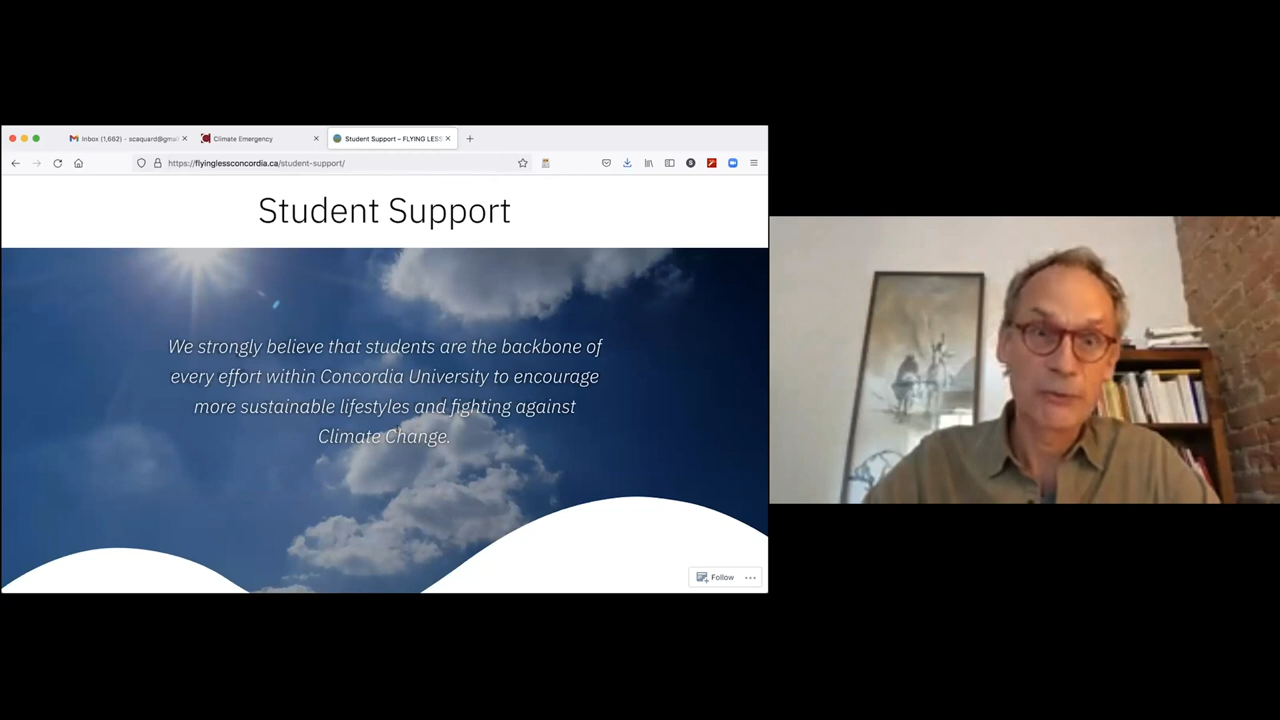 Inbox (1,662) - scaquard@gmai
Climate Emergency
Student Support – FLYING LESS
https://flyinglessconcordia.ca/student-support/
Student Support
We strongly believe that students are the backbone of
every effort within Concordia University to encourage
more sustainable lifestyles and fighting against
Climate Change.
Follow